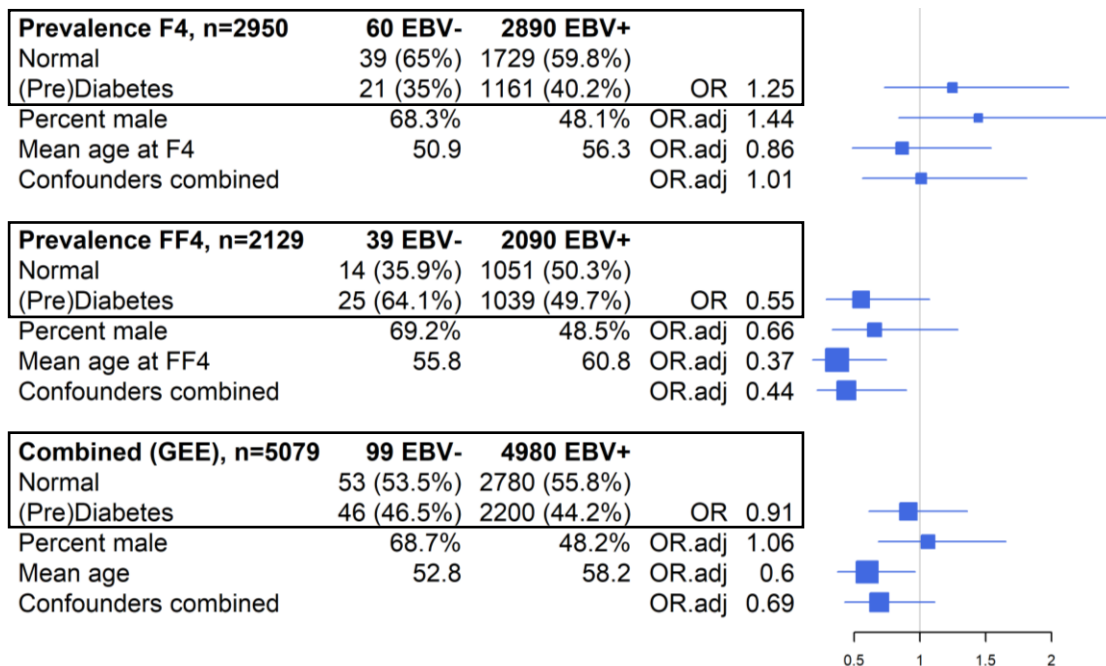 Prevalence F4, n=2950 60 EBV- 2890 EBV+
Normal 39 (65%) 1729 (59.8%)
(Pre)Diabetes 21 (35%) 1161 (40.2%) OR 1.25
Percent male 68.3% 48.1% OR.adj 1.44
Mean age at F4 50.9 56.3 OR.adj 0.86
Confounders combined OR.adj 1.01
Prevalence FF4, n=2129 39 EBV- 2090 EBV+
Normal 14 (35.9%) 1051 (50.3%)
(Pre)Diabetes 25 (64.1%) 1039 (49.7%) OR 0.55
Percent male 69.2% 48.5% OR.adj 0.66
Mean age at FF4 55.8 60.8 OR.adj 0.37
Confounders combined OR.adj 0.44
Combined (GEE), n=5079 99 EBV- 4980 EBV+
Normal 53 (53.5%) 2780 (55.8%)
(Pre)Diabetes 46 (46.5%) 2200 (44.2%) OR 0.91
Percent male 68.7% 48.2% OR.adj 1.06
Mean age 52.8 58.2 OR.adj 0.6
Confounders combined OR.adj 0.69
0.5 1 1.5 2